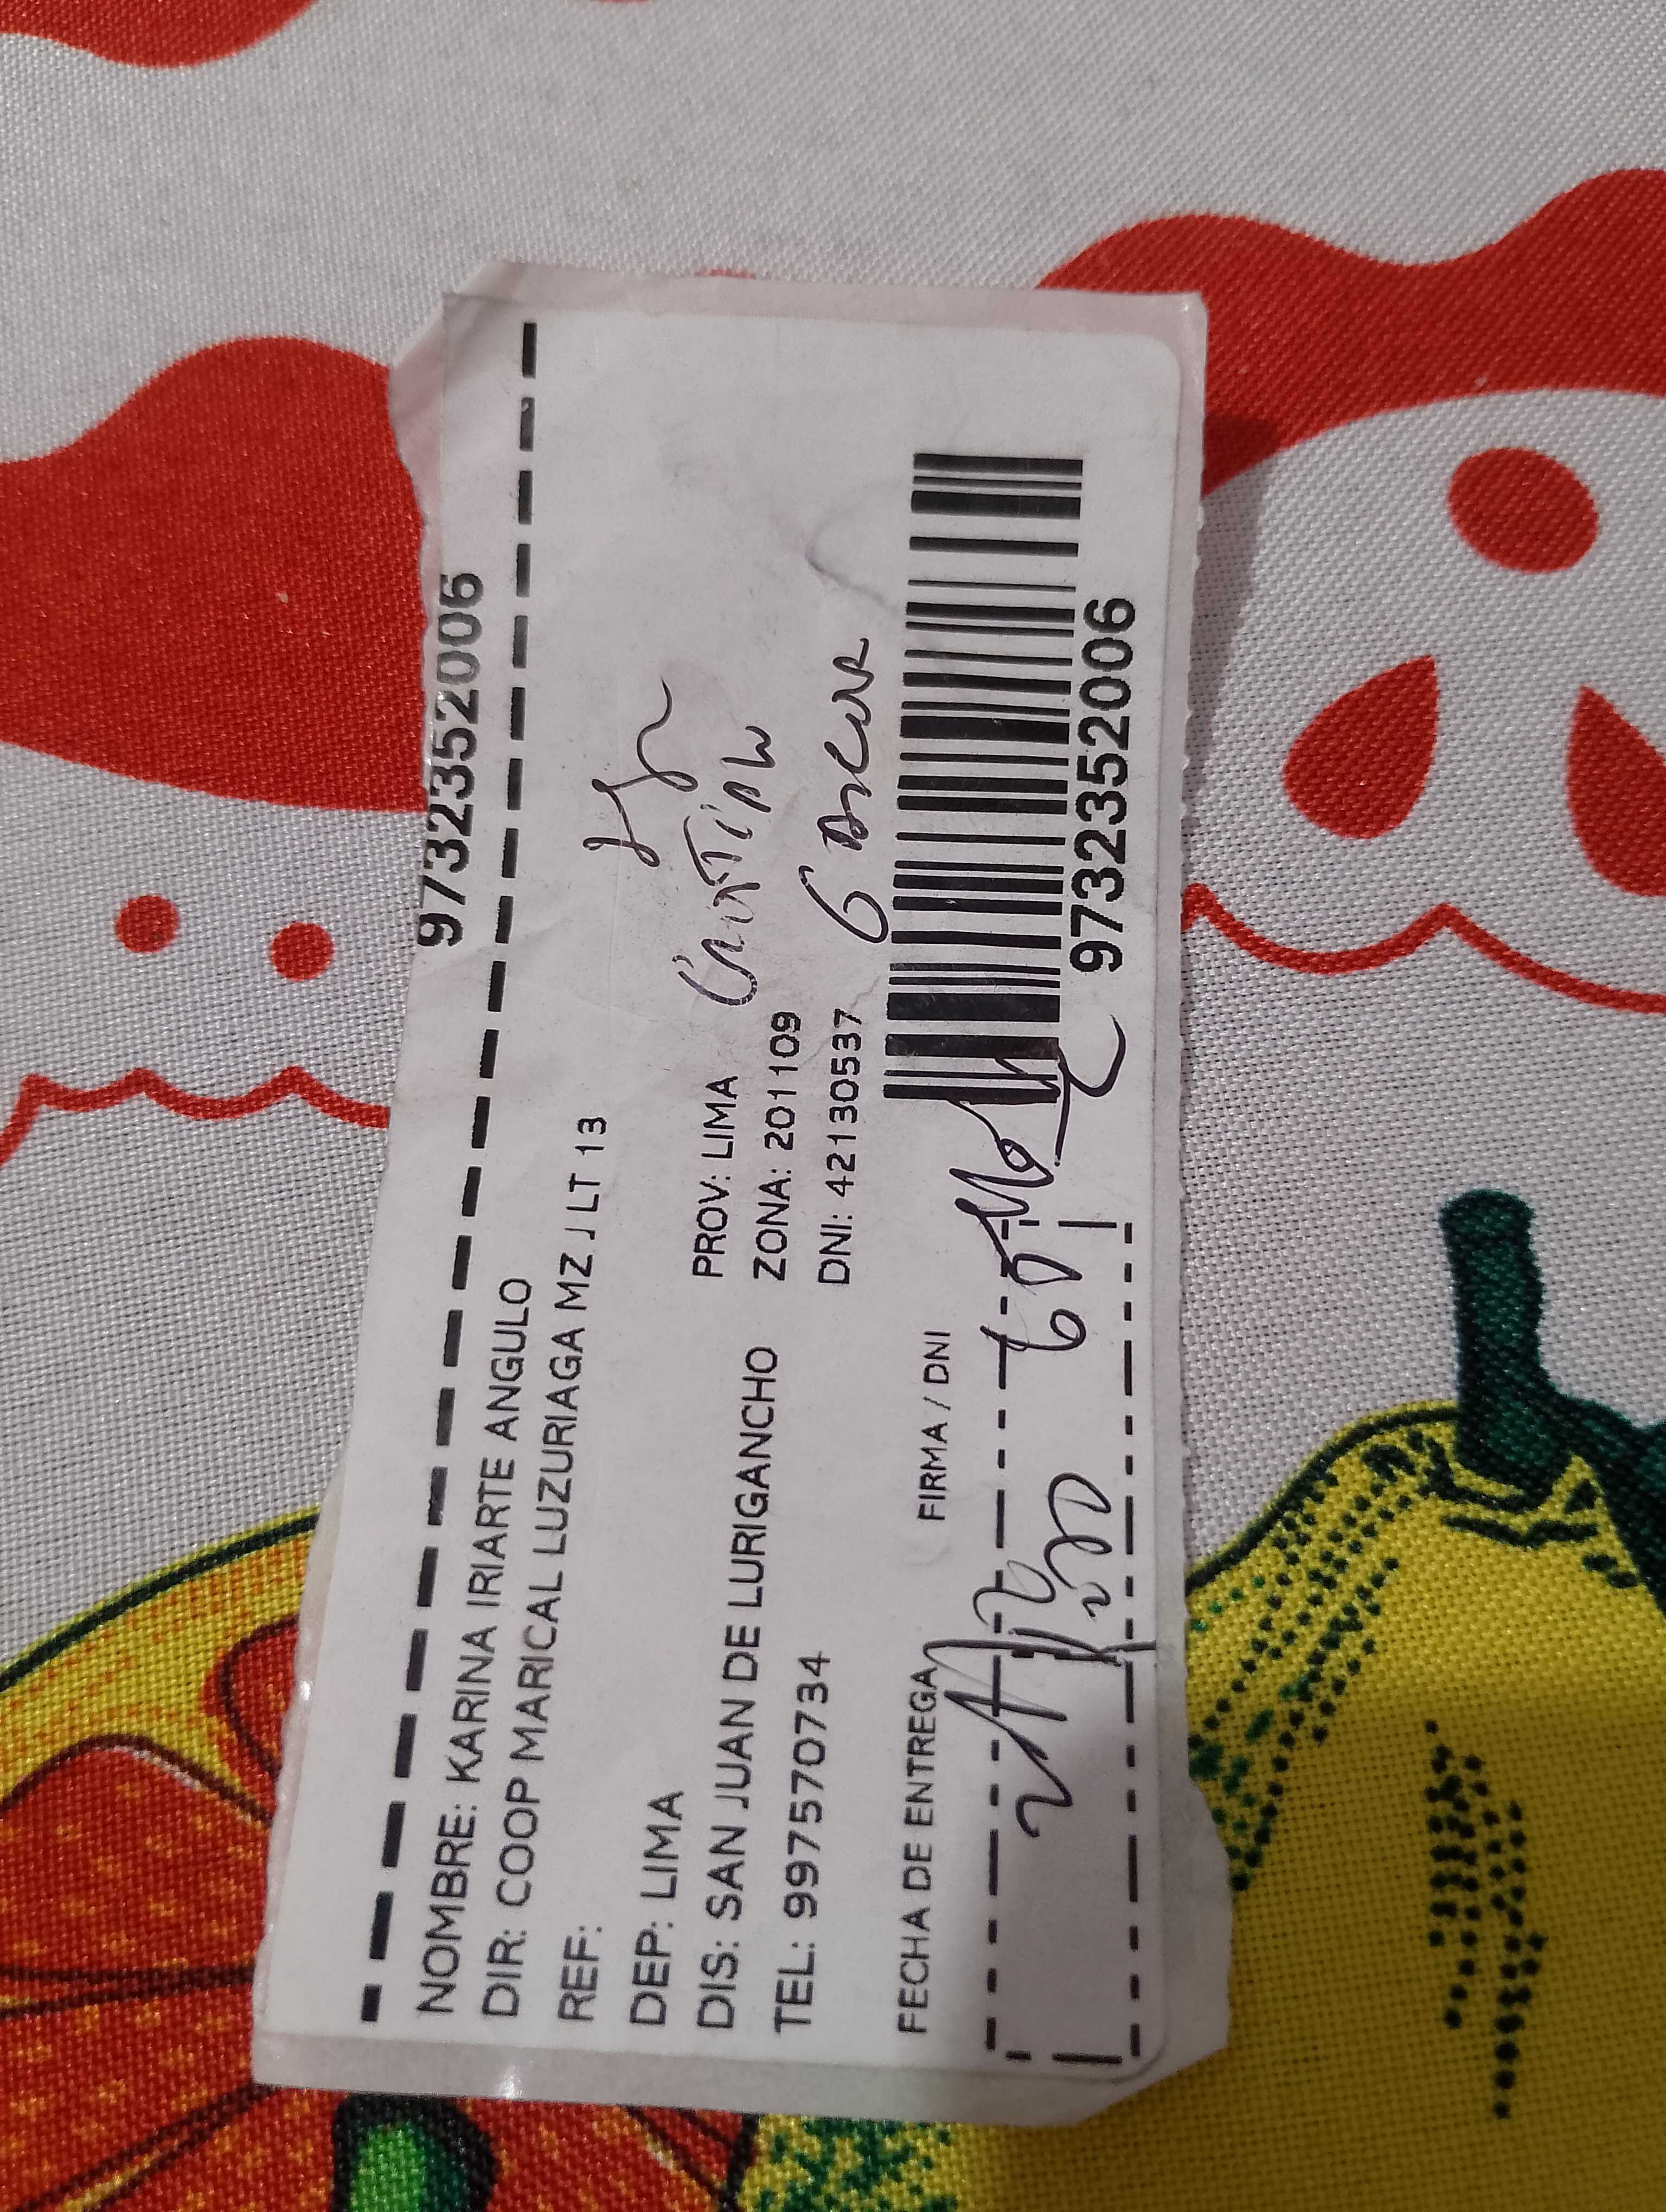 9732352006
NOMBRE: KARINA IRIARTE ANGULO
DIR: COOP MARICAL LUZURIAGA MZ J LT 13
REF:
DEP: LIMA PROV: LIMA
DIS: SAN JUAN DE LURIGANCHO ZONA: 201109
TEL: 997570734 DNI: 42130537
FECHA DE ENTREGA FIRMA / DNI
9732352006